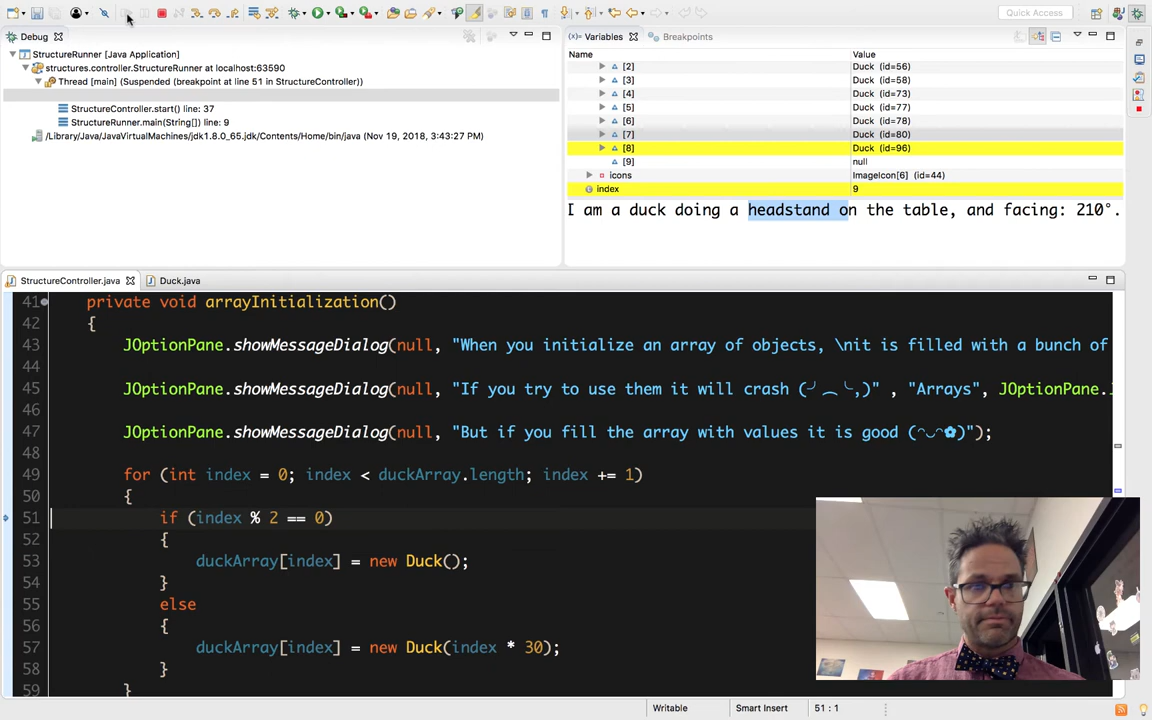 Quick Access
Debug
StructureRunner [Java Application]
structures.controller.StructureRunner at localhost:63590
Thread [main] (Suspended (breakpoint at line 51 in StructureController))
StructureController.start() line: 37
StructureRunner.main(String[]) line: 9
/Library/Java/JavaVirtualMachines/jdk1.8.0_65.jdk/Contents/Home/bin/java (Nov 19, 2018, 3:43:27 PM)
(x)= Variables
Breakpoints
Name Value
[2] Duck (id=56)
[3] Duck (id=58)
[4] Duck (id=73)
[5] Duck (id=77)
[6] Duck (id=78)
[7] Duck (id=80)
[8] Duck (id=96)
[9] null
icons ImageIcon[6] (id=44)
index 9
I am a duck doing a headstand on the table, and facing: 210°.
StructureController.java
Duck.java
41 private void arrayInitialization()
42 {
43 JOptionPane.showMessageDialog(null, "When you initialize an array of objects, \nit is filled with a bunch of
44
45 JOptionPane.showMessageDialog(null, "If you try to use them it will crash (╯︵╰,)" , "Arrays", JOptionPane.
46
47 JOptionPane.showMessageDialog(null, "But if you fill the array with values it is good (◠‿◠✿)");
48
49 for (int index = 0; index < duckArray.length; index += 1)
50 {
51 if (index % 2 == 0)
52 {
53 duckArray[index] = new Duck();
54 }
55 else
56 {
57 duckArray[index] = new Duck(index * 30);
58 }
59 }
Writable
Smart Insert
51 : 1